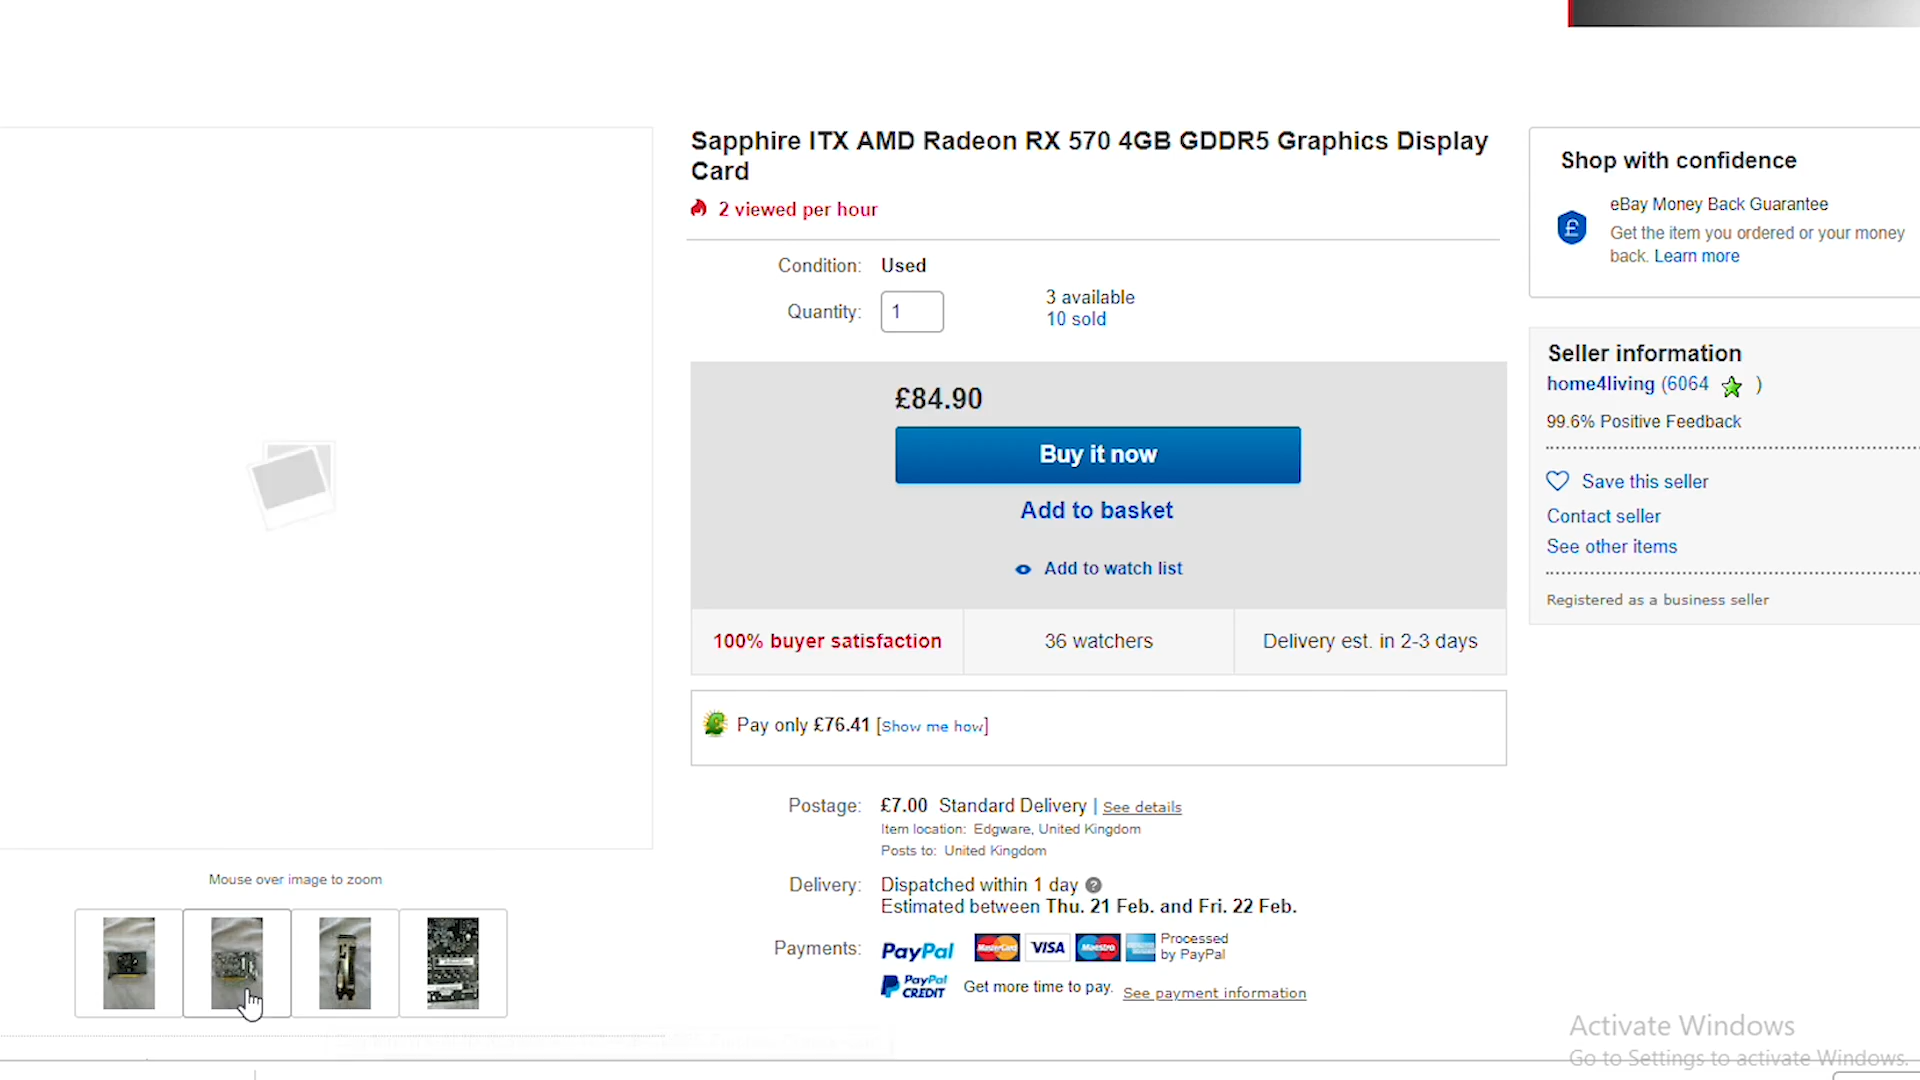 Sapphire ITX AMD Radeon RX 570 4GB GDDR5 Graphics Display
Card
2 viewed per hour
Condition: Used
Quantity: 1
3 available
10 sold
£84.90
Buy it now
Add to basket
Add to watch list
100% buyer satisfaction
36 watchers
Delivery est. in 2-3 days
Pay only £76.41 [Show me how]
Postage: £7.00 Standard Delivery | See details
Item location: Edgware, United Kingdom
Posts to: United Kingdom
Delivery: Dispatched within 1 day
Estimated between Thu. 21 Feb. and Fri. 22 Feb.
Payments: PayPal MasterCard VISA Maestro Processed
by PayPal
PayPal
CREDIT
Get more time to pay. See payment information
Mouse over image to zoom
Shop with confidence
£
eBay Money Back Guarantee
Get the item you ordered or your money
back. Learn more
Seller information
home4living (6064 )
99.6% Positive Feedback
Save this seller
Contact seller
See other items
Registered as a business seller
Activate Windows
Go to Settings to activate Windows.